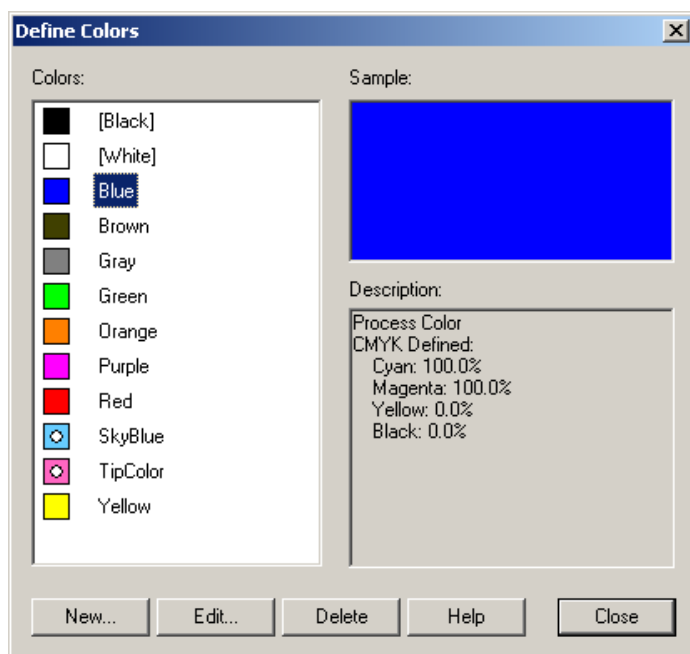 Define Colors
Colors:
[Black]
[White]
Blue
Brown
Gray
Green
Orange
Purple
Red
SkyBlue
TipColor
Yellow
Sample:
Description:
Process Color
CMYK Defined:
Cyan: 100.0%
Magenta: 100.0%
Yellow: 0.0%
Black: 0.0%
New... Edit... Delete Help Close